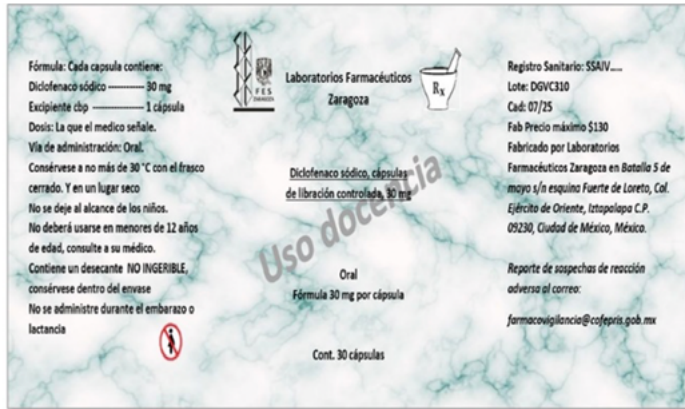 Fórmula: Cada capsula contiene:
Diclofenaco sódico ------------ 30 mg
Excipiente cbp ----------------- 1 cápsula
Dosis: La que el medico señale.
Vía de administración: Oral.
Consérvese a no más de 30 °C con el frasco
cerrado. Y en un lugar seco
No se deje al alcance de los niños.
No deberá usarse en menores de 12 años
de edad, consulte a su médico.
Contiene un desecante NO INGERIBLE,
consérvese dentro del envase
No se administre durante el embarazo o
lactancia
FES
ZARAGOZA
Laboratorios Farmacéuticos
Zaragoza
Rx
Diclofenaco sódico, cápsulas
de libración controlada, 30 mg
Uso docencia
Oral
Fórmula 30 mg por cápsula
Cont. 30 cápsulas
Registro Sanitario: SSAIV.....
Lote: DGVC310
Cad: 07/25
Fab Precio máximo $130
Fabricado por Laboratorios
Farmacéuticos Zaragoza en Batalla 5 de
mayo s/n esquina Fuerte de Loreto, Col.
Ejército de Oriente, Iztapalapa C.P.
09230, Ciudad de México, México.
Reporte de sospechas de reacción
adversa al correo:
farmacovigilancia@cofepris.gob.mx